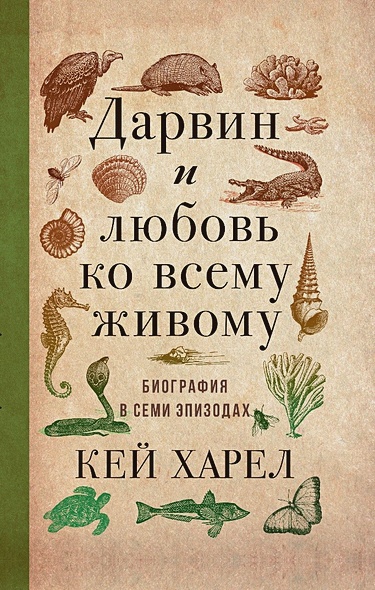 Дарвин
и
любовь
ко всему
живому
БИОГРАФИЯ
В СЕМИ ЭПИЗОДАХ
КЕЙ ХАРЕЛ